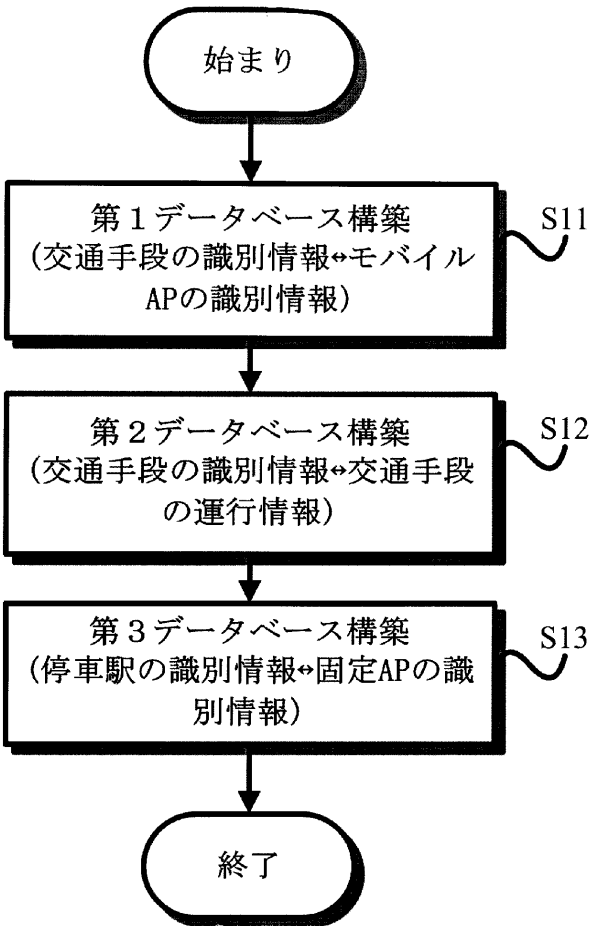 始まり
第１データベース構築
(交通手段の識別情報↔モバイル
APの識別情報)
S11
第２データベース構築
(交通手段の識別情報↔交通手段
の運行情報)
S12
第３データベース構築
(停車駅の識別情報↔固定APの識
別情報)
S13
終了